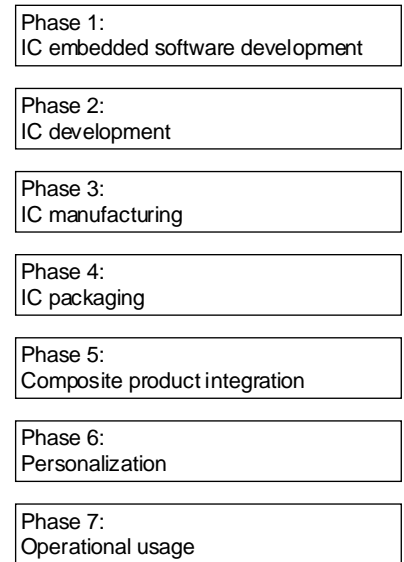 Phase 1:
IC embedded software development
Phase 2:
IC development
Phase 3:
IC manufacturing
Phase 4:
IC packaging
Phase 5:
Composite product integration
Phase 6:
Personalization
Phase 7:
Operational usage